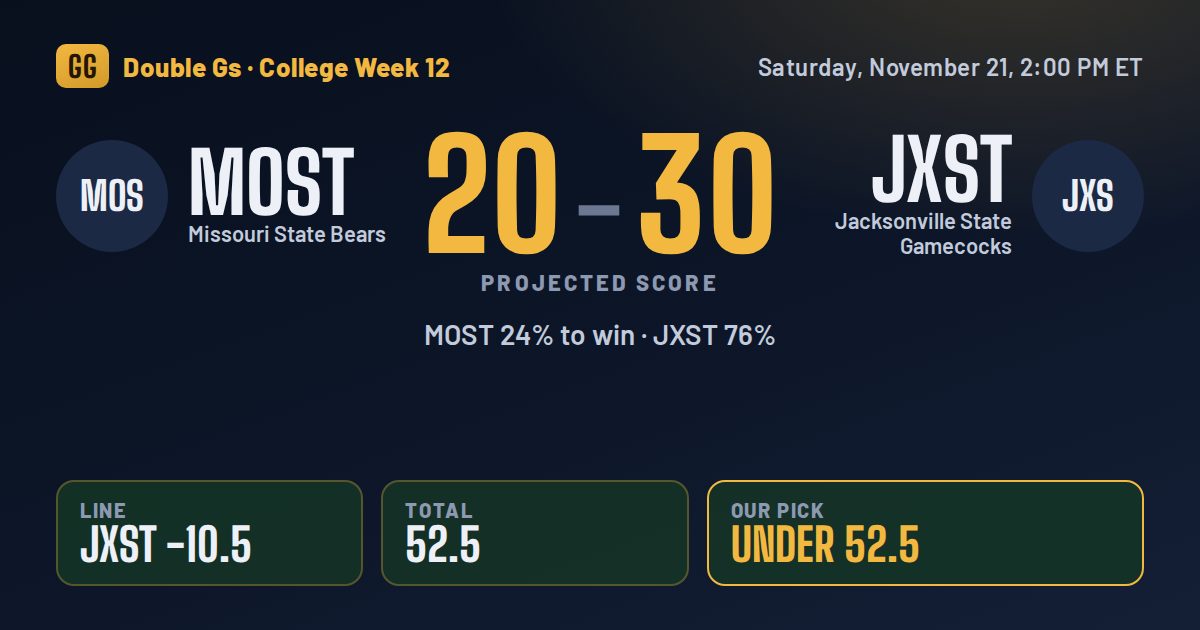 GG Double Gs · College Week 12
Saturday, November 21, 2:00 PM ET
MOS
MOST
Missouri State Bears
20 – 30
PROJECTED SCORE
MOST 24% to win · JXST 76%
JXST
Jacksonville State
Gamecocks
JXS
LINE
JXST −10.5
TOTAL
52.5
OUR PICK
UNDER 52.5